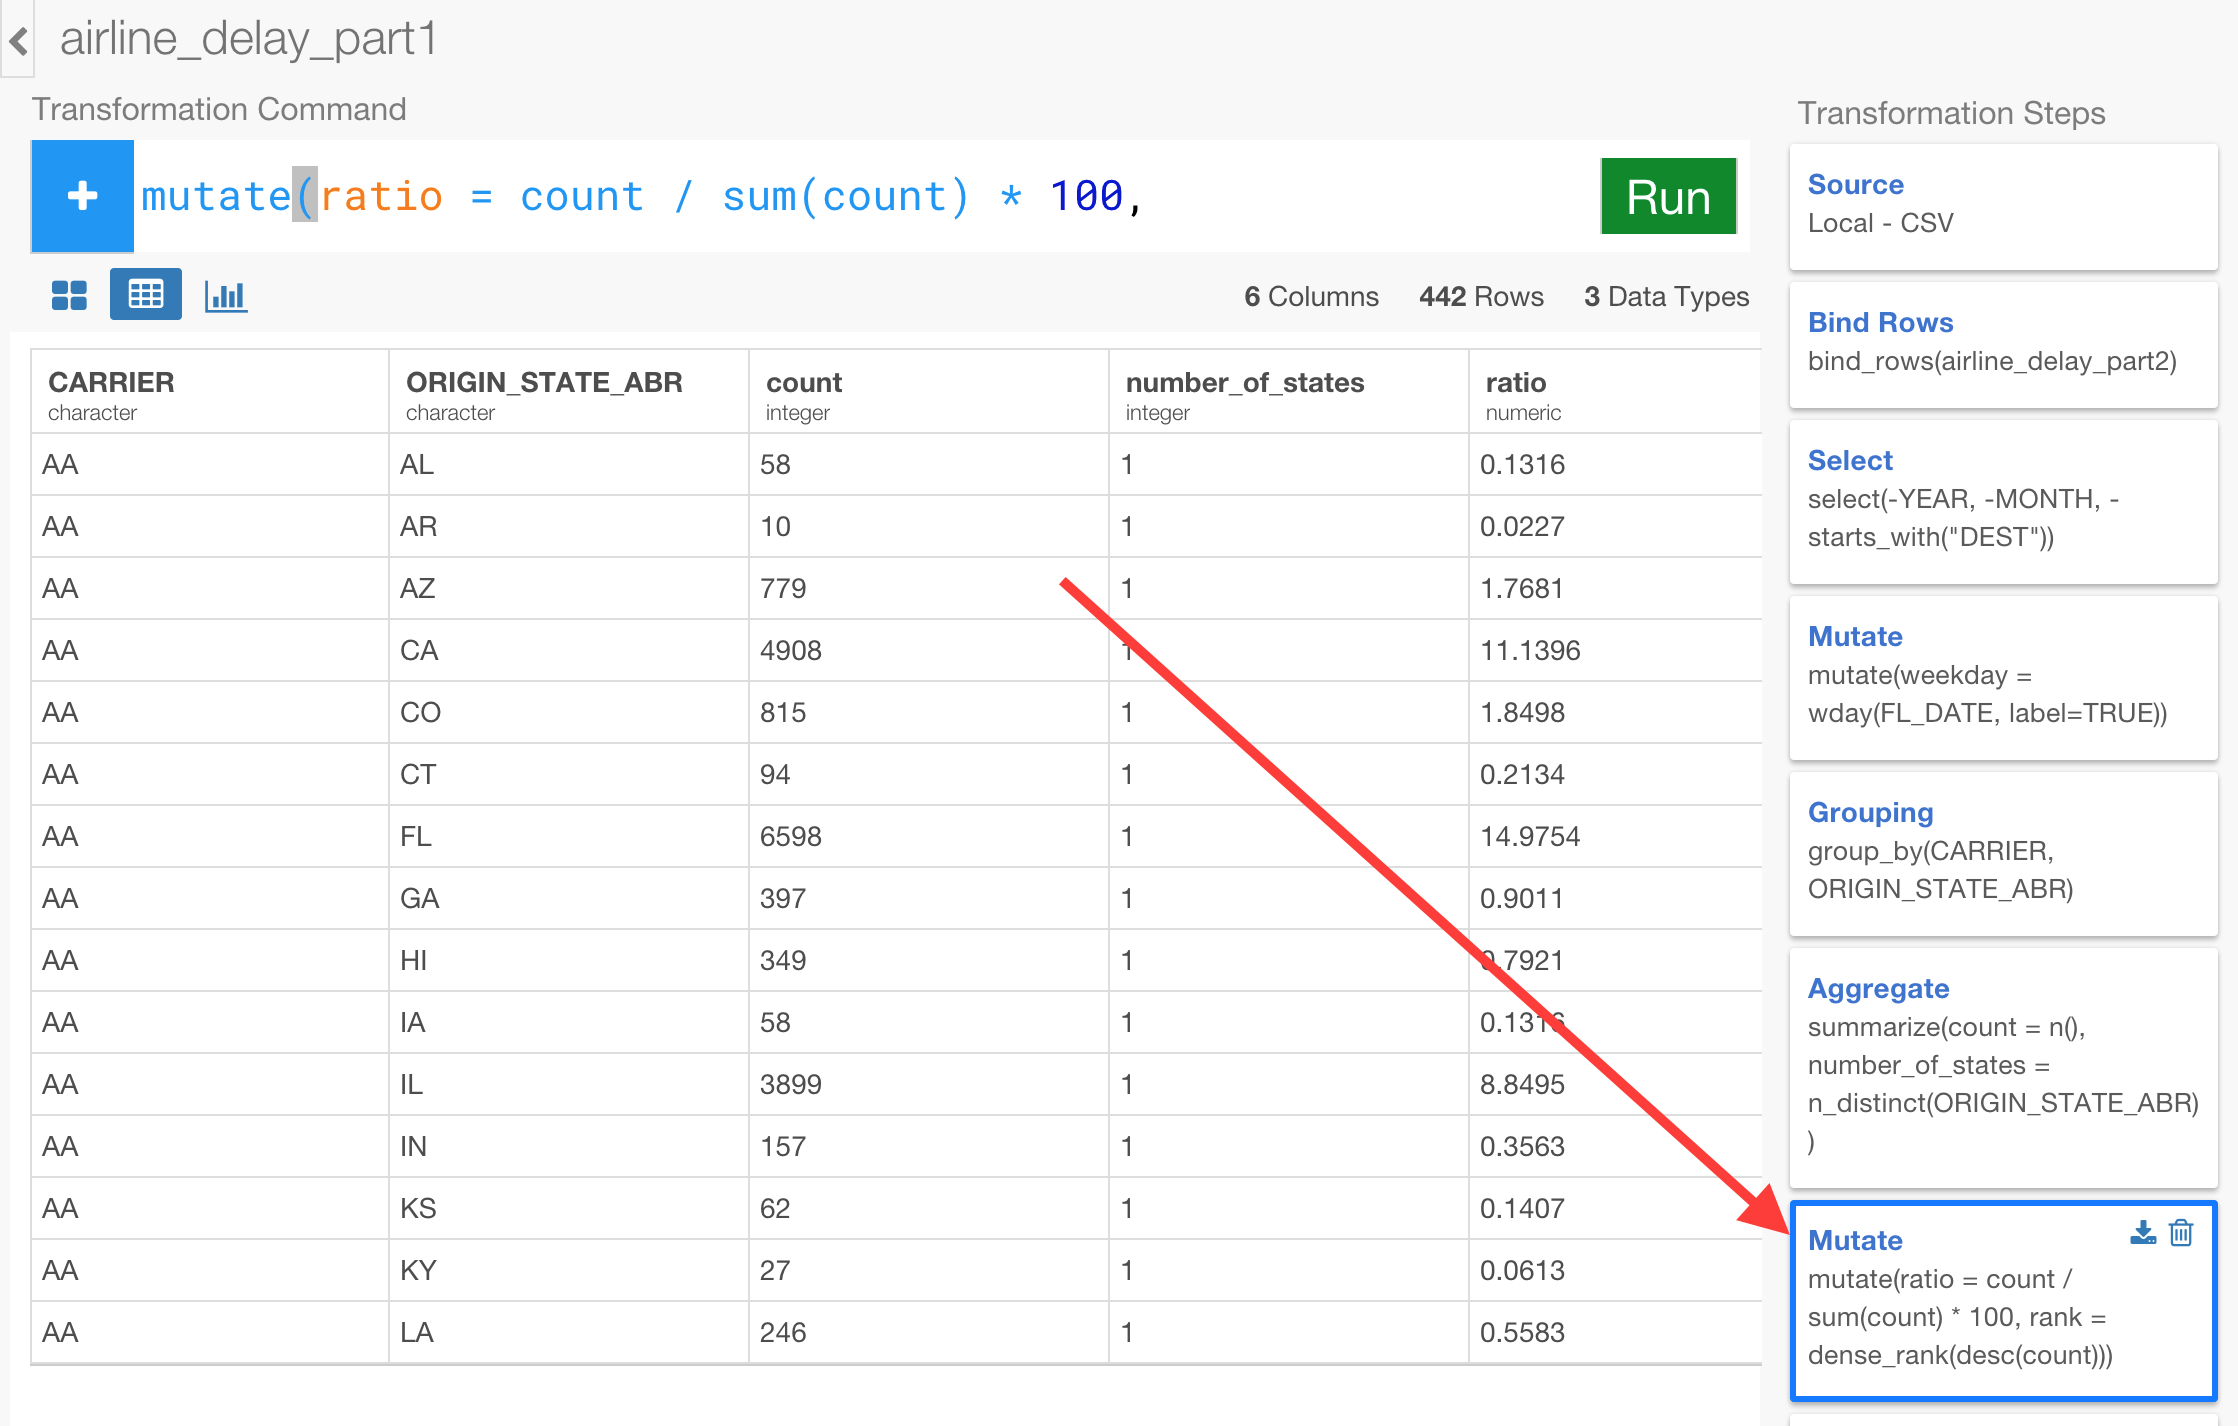 airline_delay_part1
Transformation Command
mutate(ratio = count / sum(count) * 100,
Run
6 Columns 442 Rows 3 Data Types
CARRIER ORIGIN_STATE_ABR count number_of_states ratio
character character integer integer numeric
AA AL 58 1 0.1316
AA AR 10 1 0.0227
AA AZ 779 1 1.7681
AA CA 4908 1 11.1396
AA CO 815 1 1.8498
AA CT 94 1 0.2134
AA FL 6598 1 14.9754
AA GA 397 1 0.9011
AA HI 349 1 0.7921
AA IA 58 1 0.1316
AA IL 3899 1 8.8495
AA IN 157 1 0.3563
AA KS 62 1 0.1407
AA KY 27 1 0.0613
AA LA 246 1 0.5583
Transformation Steps
Source
Local - CSV
Bind Rows
bind_rows(airline_delay_part2)
Select
select(-YEAR, -MONTH, -
starts_with("DEST"))
Mutate
mutate(weekday =
wday(FL_DATE, label=TRUE))
Grouping
group_by(CARRIER,
ORIGIN_STATE_ABR)
Aggregate
summarize(count = n(),
number_of_states =
n_distinct(ORIGIN_STATE_ABR)
)
Mutate
mutate(ratio = count /
sum(count) * 100, rank =
dense_rank(desc(count)))